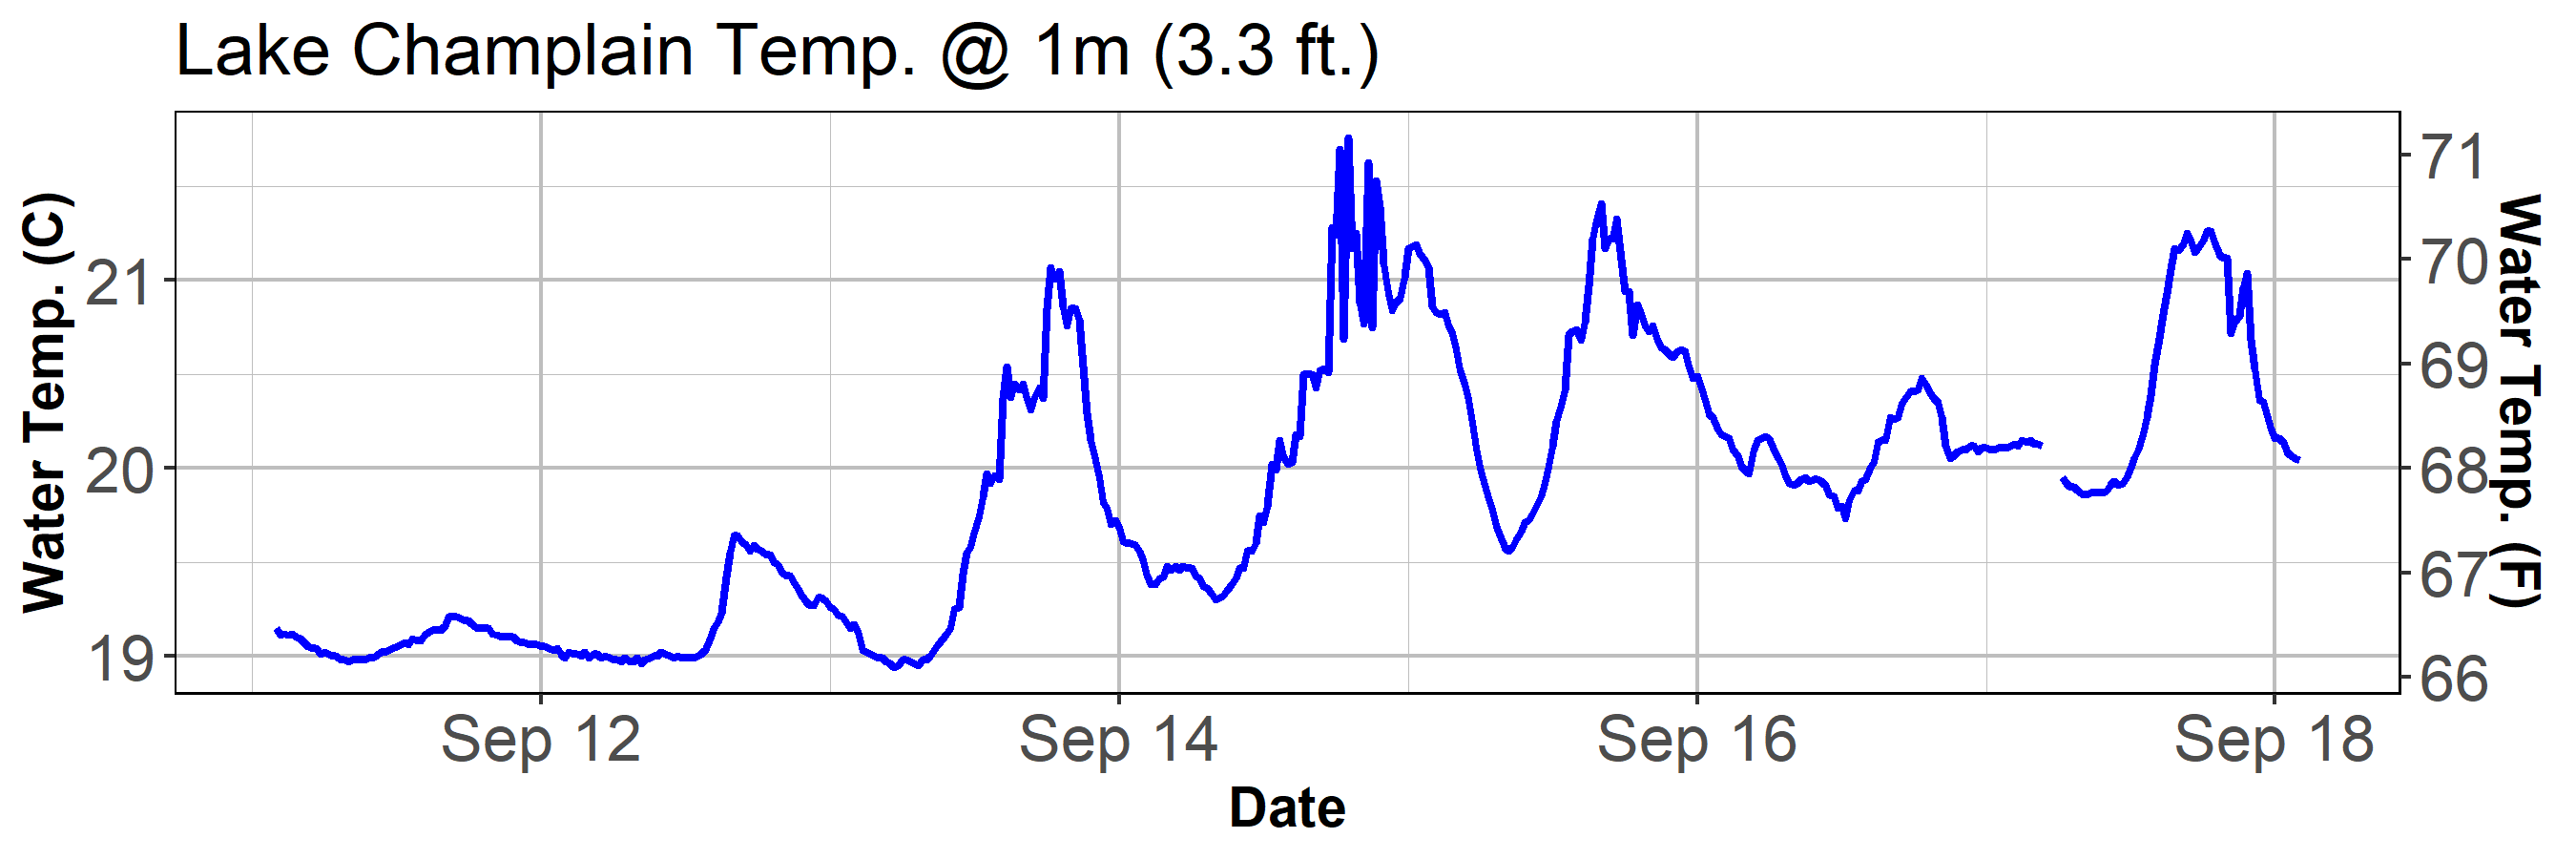 Lake Champlain Temp. @ 1m (3.3 ft.)
Water Temp. (C)
21
20
19
71
70
69
68
67
66
Water Temp. (F)
Sep 12
Sep 14
Sep 16
Sep 18
Date